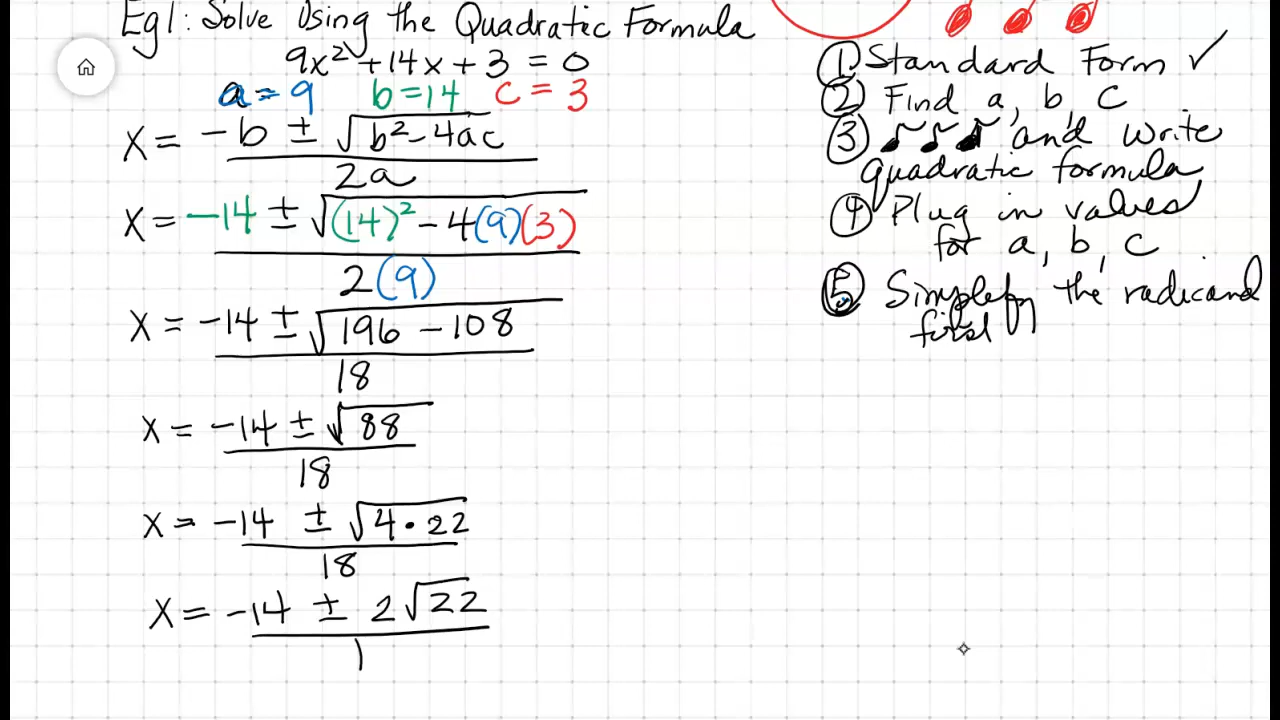 Eg1: Solve Using the Quadratic Formula
9x² + 14x + 3 = 0
a = 9 b = 14 c = 3
x = -b ± √(b² - 4ac)
2a
x = -14 ± √((14)² - 4(9)(3))
2(9)
x = -14 ± √(196 - 108)
18
x = -14 ± √88
18
x = -14 ± √(4 · 22)
18
x = -14 ± 2√22
1
① Standard Form ✓
② Find a, b, c
③ ♪ ♪ ♪ and write
quadratic formula
④ Plug in values
for a, b, c
⑤ Simplify the radicand
first